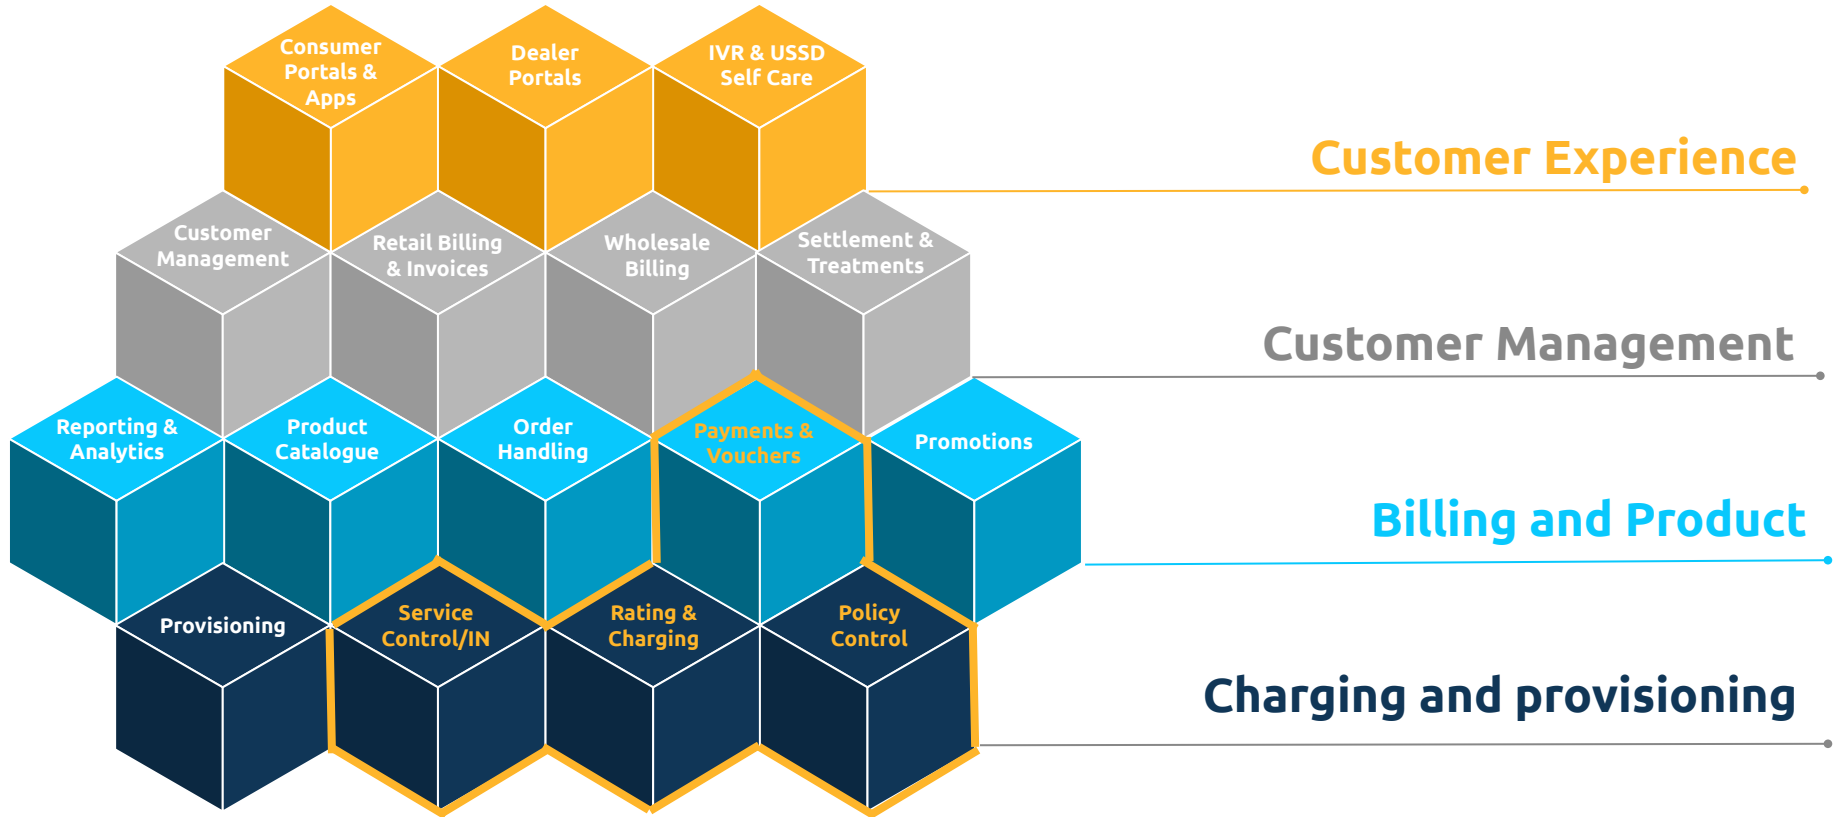 Consumer
Portals &
Apps
Dealer
Portals
IVR & USSD
Self Care
Customer Experience
Customer
Management
Retail Billing
& Invoices
Wholesale
Billing
Settlement &
Treatments
Customer Management
Reporting &
Analytics
Product
Catalogue
Order
Handling
Payments &
Vouchers
Promotions
Billing and Product
Provisioning
Service
Control/IN
Rating &
Charging
Policy
Control
Charging and provisioning